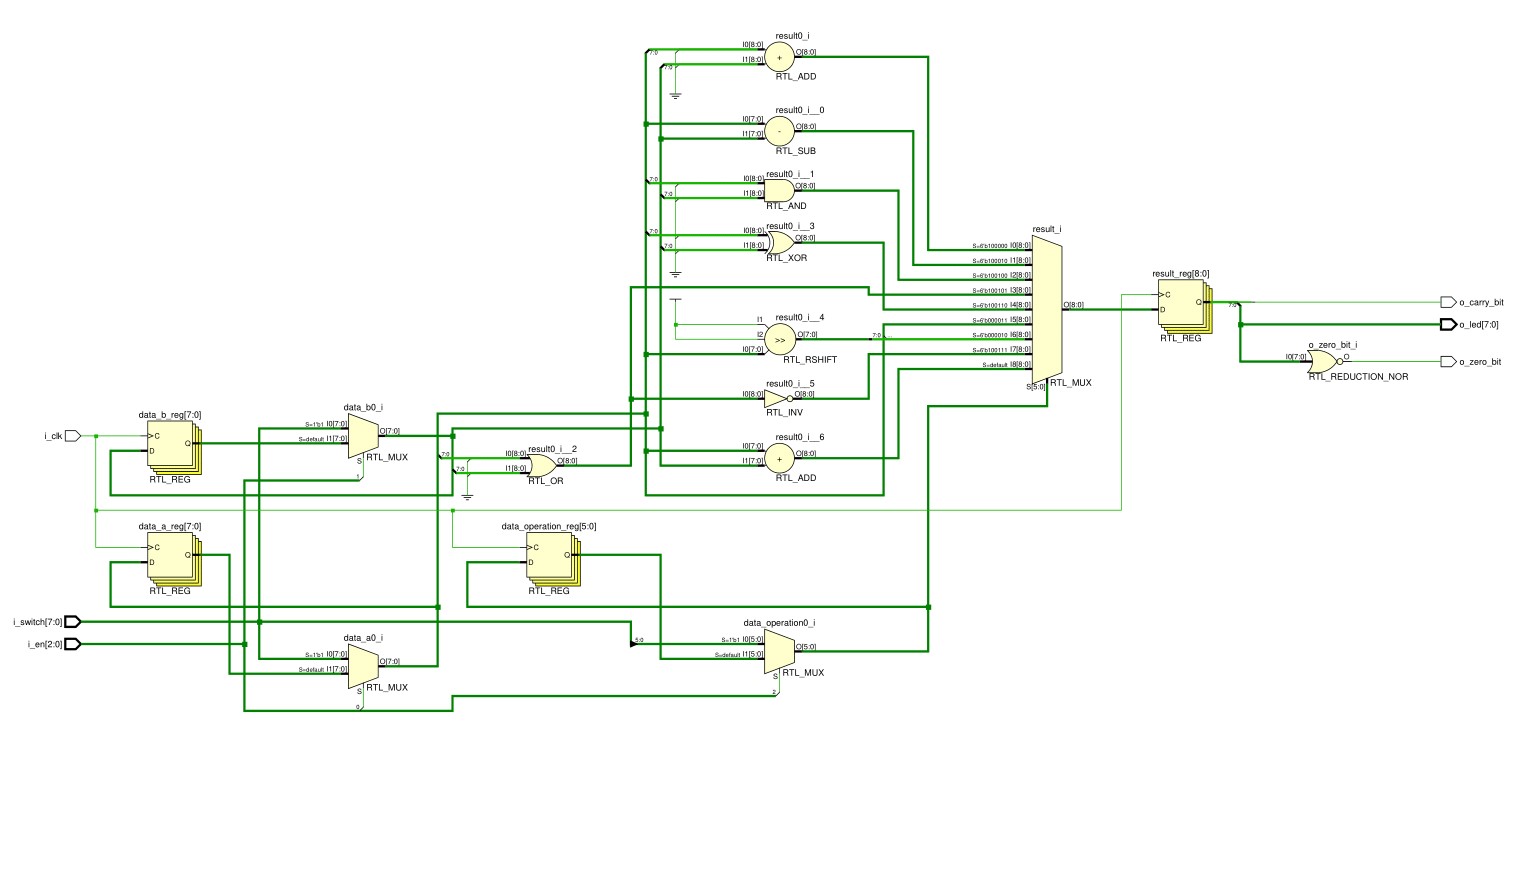 result0_i
I0[8:0]
I1[8:0]
O[8:0]
7:0
7:0
+
RTL_ADD
result0_i__0
I0[7:0]
I1[7:0]
O[8:0]
-
RTL_SUB
result0_i__1
7:0
I0[8:0]
7:0
I1[8:0]
O[8:0]
RTL_AND
result0_i__3
7:0
I0[8:0]
7:0
I1[8:0]
O[8:0]
RTL_XOR
result0_i__4
I1
I2
I0[7:0]
>>
O[7:0]
7:0
RTL_RSHIFT
result0_i__5
I0[8:0]
O[8:0]
RTL_INV
result0_i__6
I0[7:0]
I1[7:0]
+
O[8:0]
RTL_ADD
result_i
S=6'b100000 I0[8:0]
S=6'b100010 I1[8:0]
S=6'b100100 I2[8:0]
S=6'b100101 I3[8:0]
S=6'b100110 I4[8:0]
S=6'b000011 I5[8:0]
S=6'b000010 I6[8:0]
S=6'b100111 I7[8:0]
S=default I8[8:0]
O[8:0]
S[5:0]
RTL_MUX
result_reg[8:0]
C
Q
D
RTL_REG
7:0
o_carry_bit
o_led[7:0]
o_zero_bit_i
I0[7:0]
O
RTL_REDUCTION_NOR
o_zero_bit
i_clk
data_b_reg[7:0]
C
D
Q
RTL_REG
data_b0_i
S=1'b1 I0[7:0]
S=default I1[7:0]
O[7:0]
S
RTL_MUX
1
result0_i__2
7:0
I0[8:0]
7:0
I1[8:0]
O[8:0]
RTL_OR
data_a_reg[7:0]
C
Q
D
RTL_REG
data_operation_reg[5:0]
C
Q
D
RTL_REG
i_switch[7:0]
i_en[2:0]
data_a0_i
S=1'b1 I0[7:0]
S=default I1[7:0]
O[7:0]
S
RTL_MUX
0
data_operation0_i
5:0
S=1'b1 I0[5:0]
S=default I1[5:0]
O[5:0]
S
RTL_MUX
2